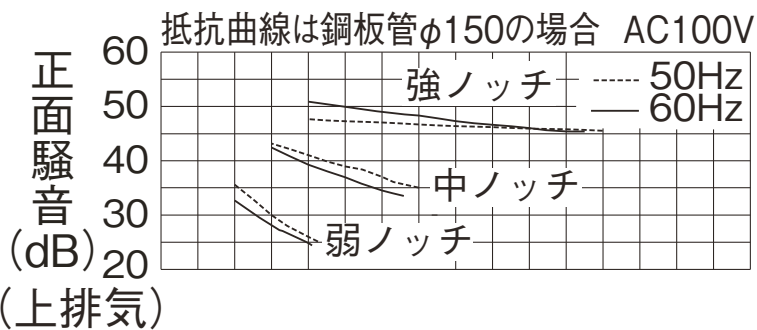 抵抗曲線は鋼板管φ150の場合 AC100V
正面騒音(dB)
(上排気)
60
50
40
30
20
強ノッチ
50Hz
60Hz
中ノッチ
弱ノッチ